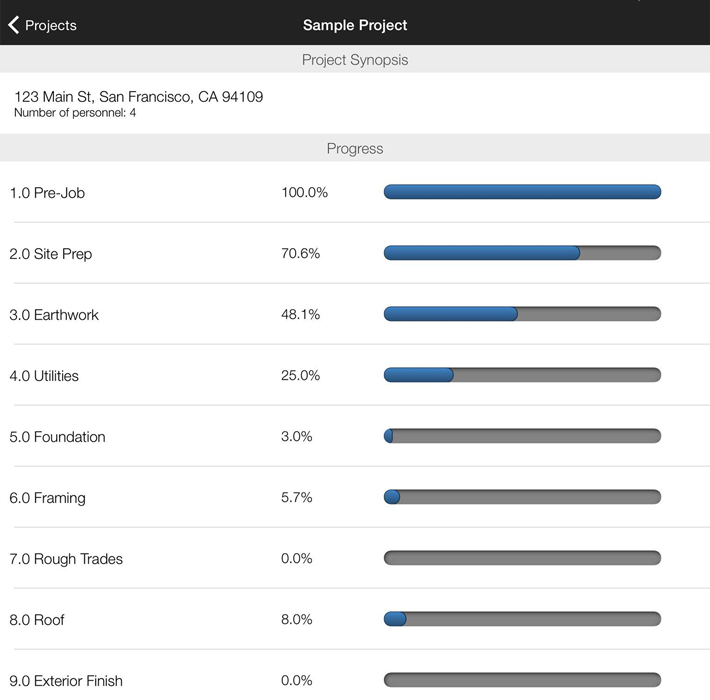 Projects
Sample Project
Project Synopsis
123 Main St, San Francisco, CA 94109
Number of personnel: 4
Progress
1.0 Pre-Job 100.0%
2.0 Site Prep 70.6%
3.0 Earthwork 48.1%
4.0 Utilities 25.0%
5.0 Foundation 3.0%
6.0 Framing 5.7%
7.0 Rough Trades 0.0%
8.0 Roof 8.0%
9.0 Exterior Finish 0.0%